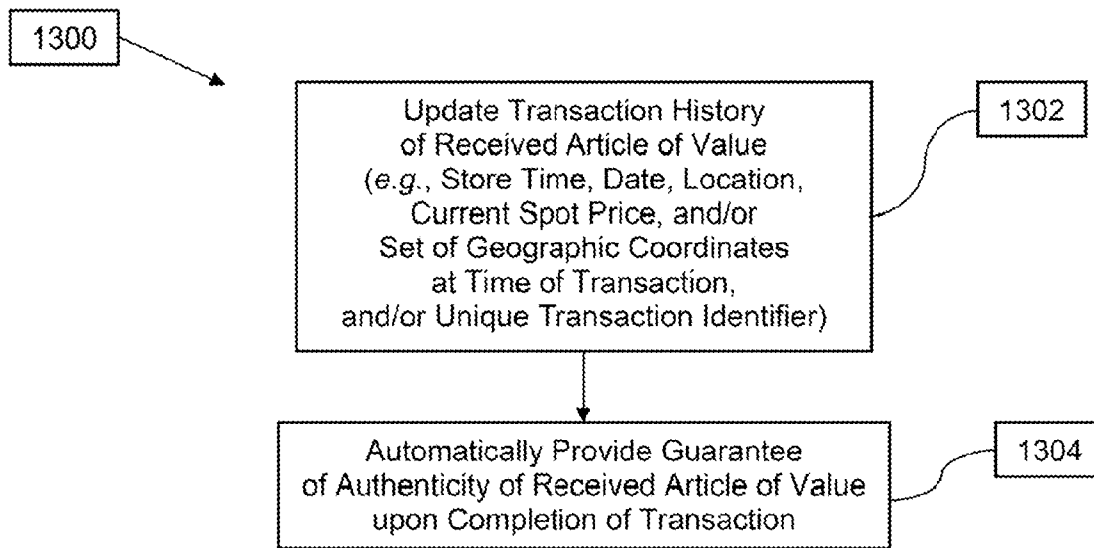 1300
Update Transaction History
of Received Article of Value
(e.g., Store Time, Date, Location,
Current Spot Price, and/or
Set of Geographic Coordinates
at Time of Transaction,
and/or Unique Transaction Identifier)
1302
Automatically Provide Guarantee
of Authenticity of Received Article of Value
upon Completion of Transaction
1304